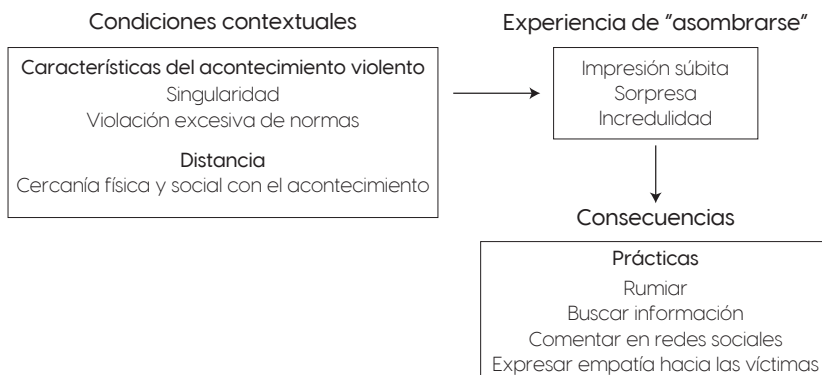 Condiciones contextuales
Características del acontecimiento violento
Singularidad
Violación excesiva de normas
Distancia
Cercanía física y social con el acontecimiento
Experiencia de “asombrarse”
Impresión súbita
Sorpresa
Incredulidad
Consecuencias
Prácticas
Rumiar
Buscar información
Comentar en redes sociales
Expresar empatía hacia las víctimas